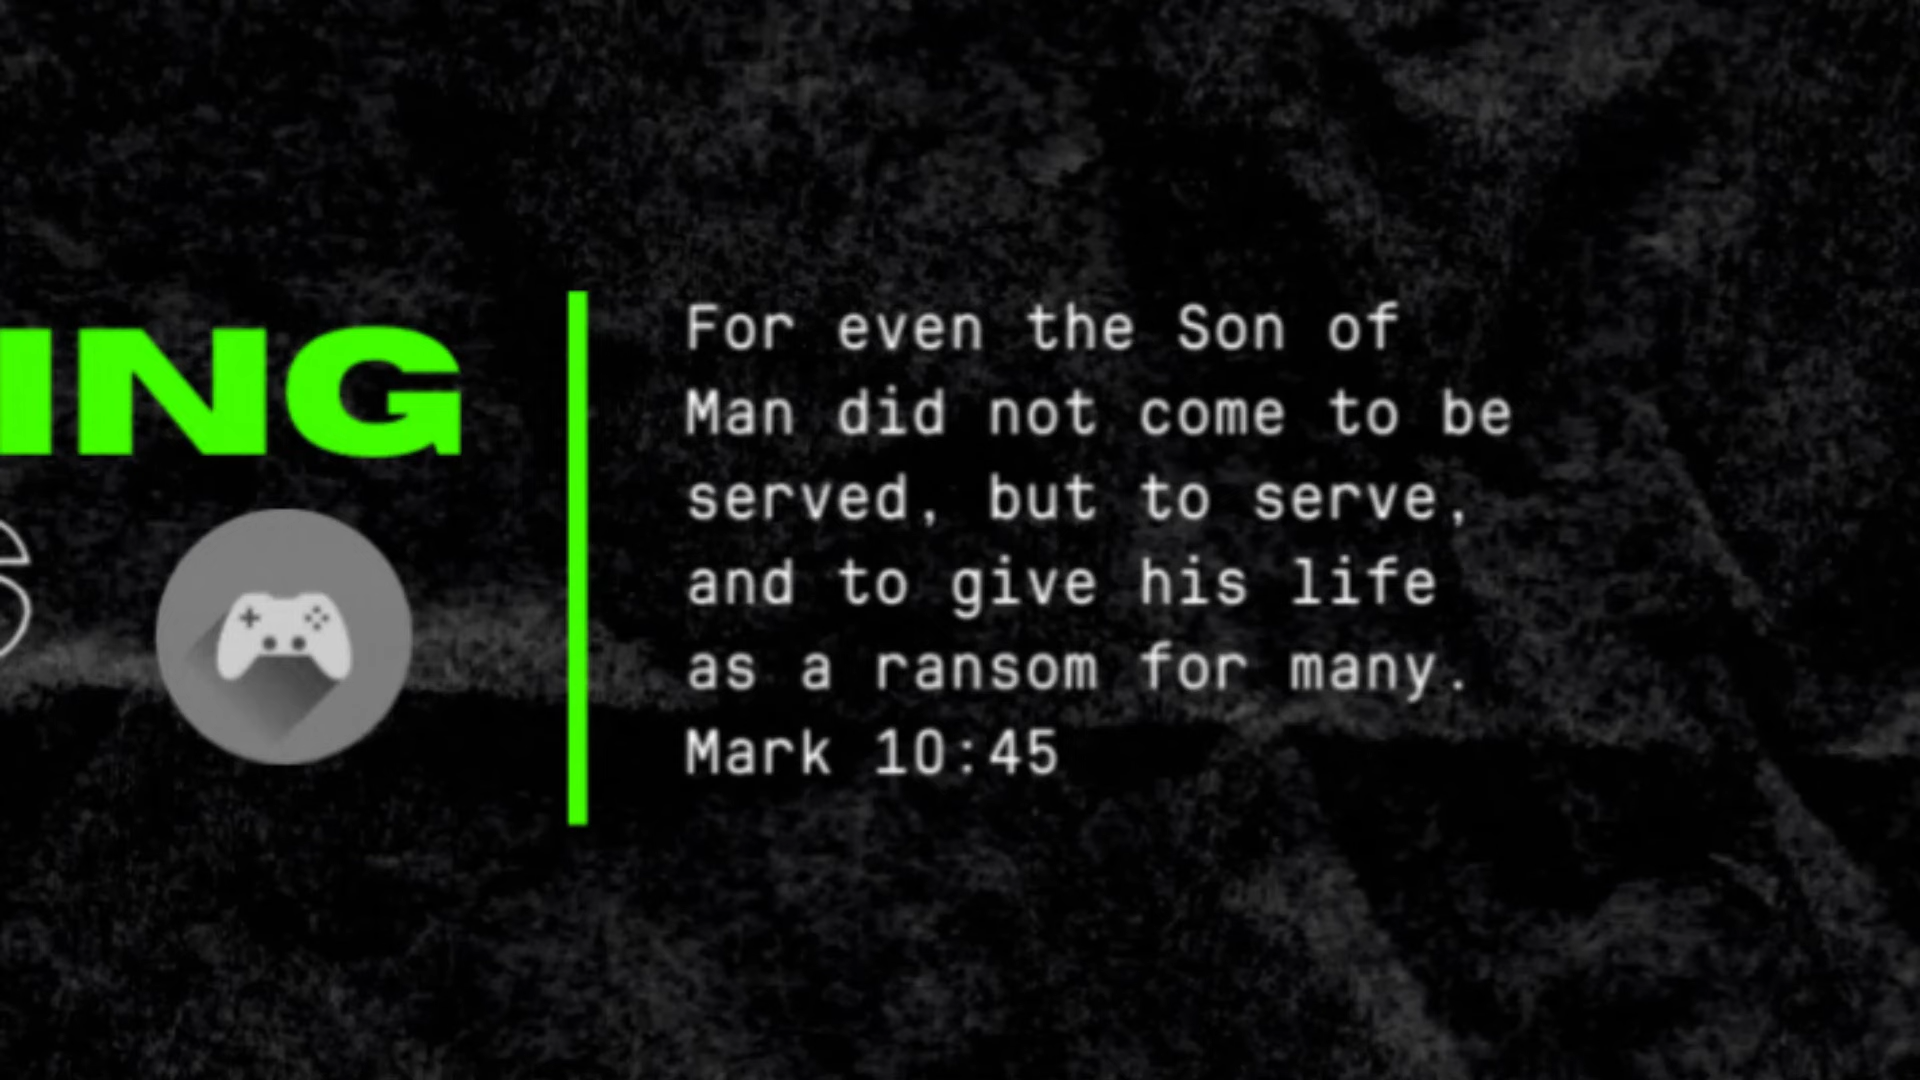 ING
For even the Son of
Man did not come to be
served, but to serve,
and to give his life
as a ransom for many.
Mark 10:45